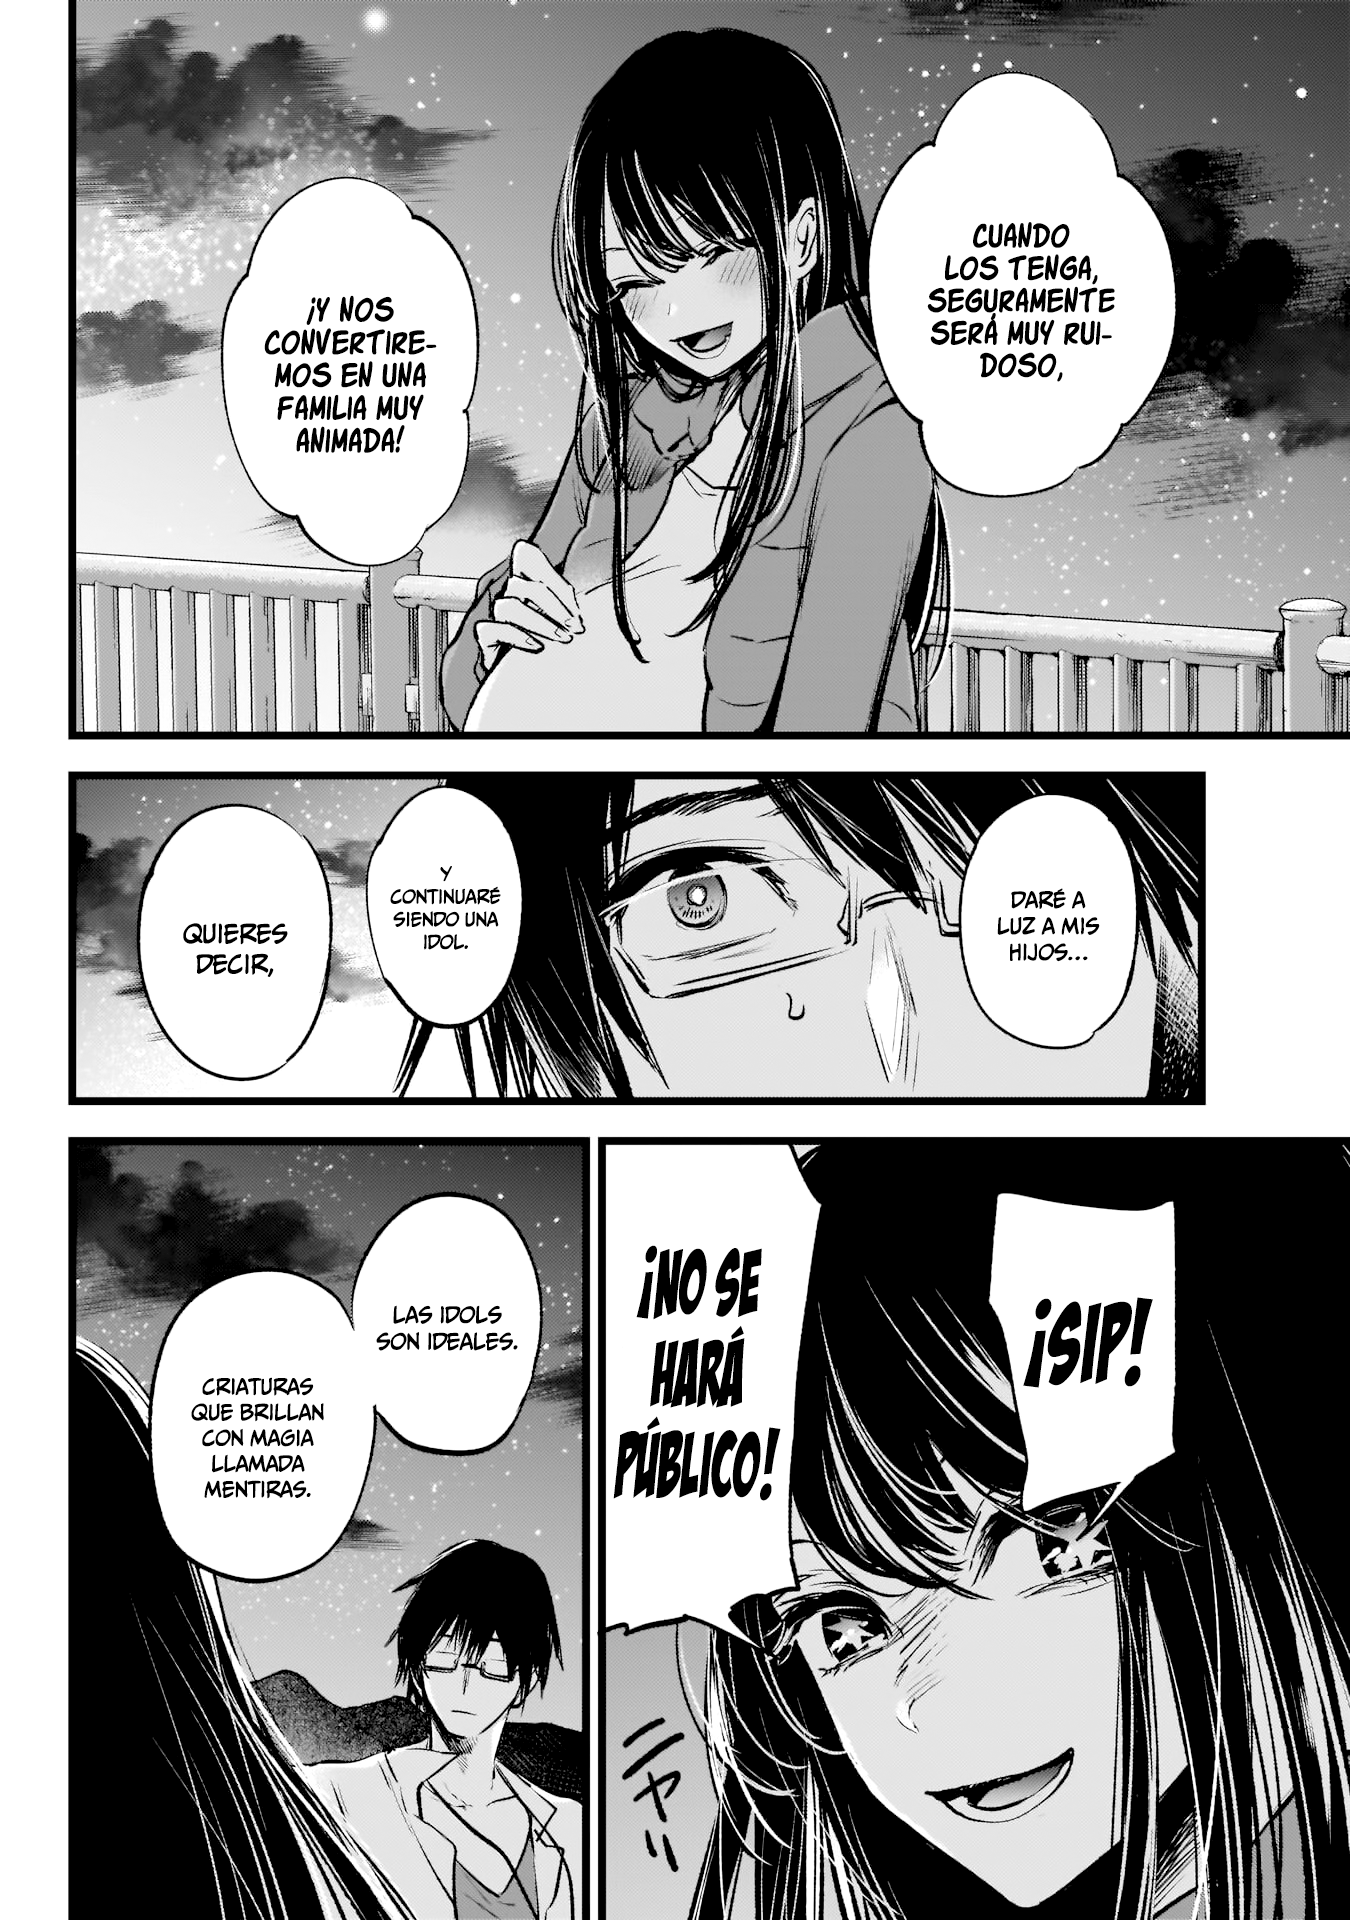 CUANDO
LOS TENGA,
SEGURAMENTE
SERÁ MUY RUI-
DOSO,
¡Y NOS
CONVERTIRE-
MOS EN UNA
FAMILIA MUY
ANIMADA!
DARÉ A
LUZ A MIS
HIJOS...
Y
CONTINUARÉ
SIENDO UNA
IDOL.
QUIERES
DECIR,
¡SIP!
¡NO SE
HARÁ
PÚBLICO!
ニヤ
LAS IDOLS
SON IDEALES.
CRIATURAS
QUE BRILLAN
CON MAGIA
LLAMADA
MENTIRAS.